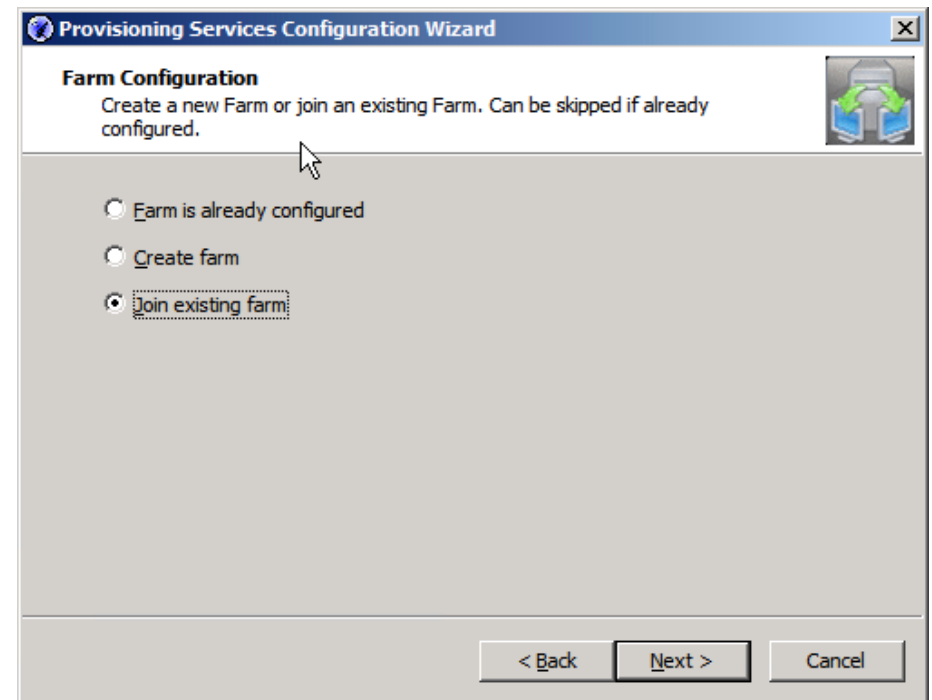 Provisioning Services Configuration Wizard
Farm Configuration
Create a new Farm or join an existing Farm. Can be skipped if already
configured.
Farm is already configured
Create farm
Join existing farm
< Back
Next >
Cancel